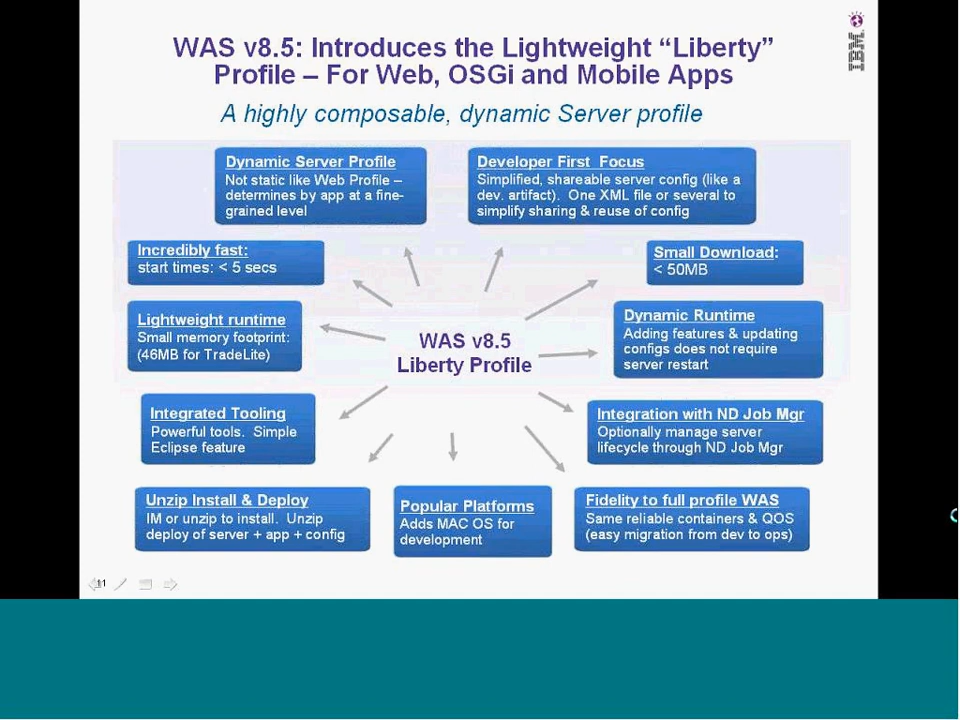 IBM
WAS v8.5: Introduces the Lightweight “Liberty”
Profile – For Web, OSGi and Mobile Apps
A highly composable, dynamic Server profile
Dynamic Server Profile
Not static like Web Profile –
determines by app at a fine-
grained level
Developer First Focus
Simplified, shareable server config (like a
dev. artifact). One XML file or several to
simplify sharing & reuse of config
Incredibly fast:
start times: < 5 secs
Small Download:
< 50MB
Lightweight runtime
Small memory footprint:
(46MB for TradeLite)
Dynamic Runtime
Adding features & updating
configs does not require
server restart
WAS v8.5
Liberty Profile
Integrated Tooling
Powerful tools. Simple
Eclipse feature
Integration with ND Job Mgr
Optionally manage server
lifecycle through ND Job Mgr
Unzip Install & Deploy
IM or unzip to install. Unzip
deploy of server + app + config
Popular Platforms
Adds MAC OS for
development
Fidelity to full profile WAS
Same reliable containers & QOS
(easy migration from dev to ops)
11